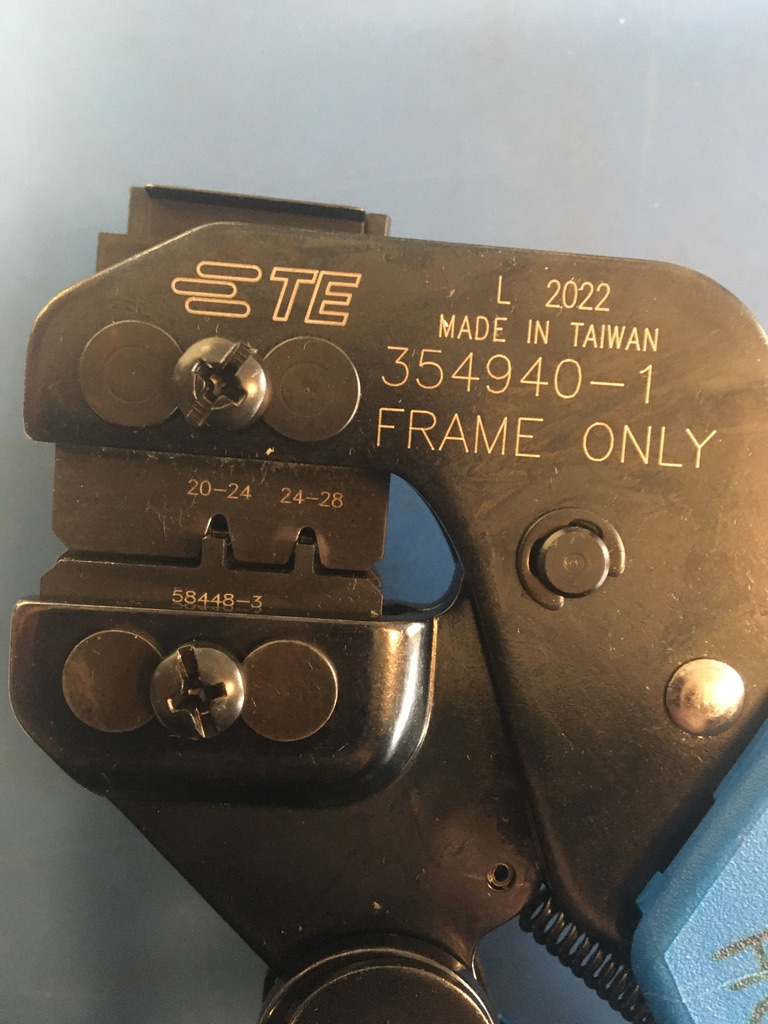 TE
L 2022
MADE IN TAIWAN
354940-1
FRAME ONLY
20-24 24-28
58448-3